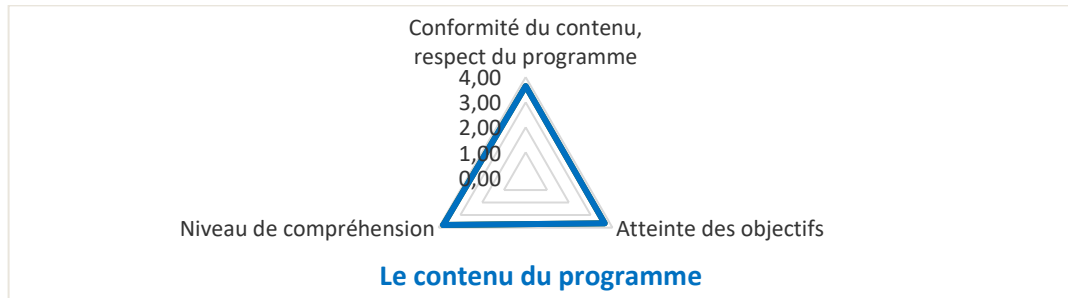 Conformité du contenu,
respect du programme
4,00
3,00
2,00
1,00
0,00
Niveau de compréhension
Atteinte des objectifs
Le contenu du programme